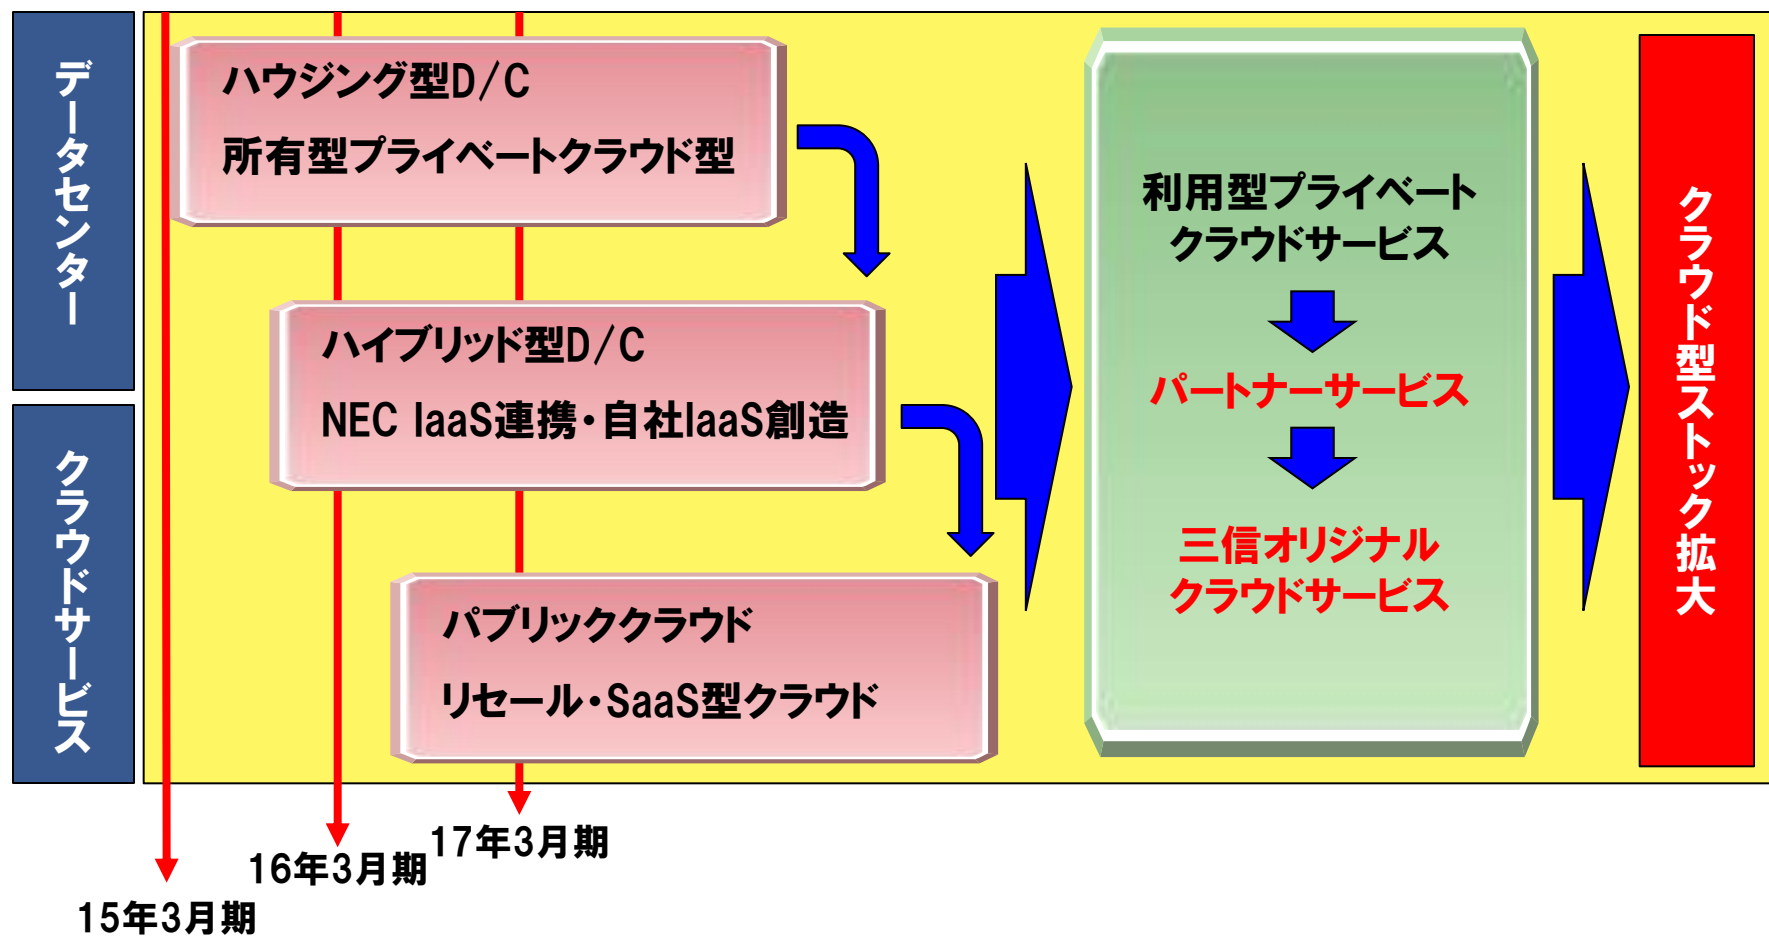 データセンター
クラウドサービス
ハウジング型D/C
所有型プライベートクラウド型
ハイブリッド型D/C
NEC IaaS連携・自社IaaS創造
パブリッククラウド
リセール・SaaS型クラウド
利用型プライベート
クラウドサービス
パートナーサービス
三信オリジナル
クラウドサービス
クラウド型ストック拡大
15年3月期
16年3月期
17年3月期